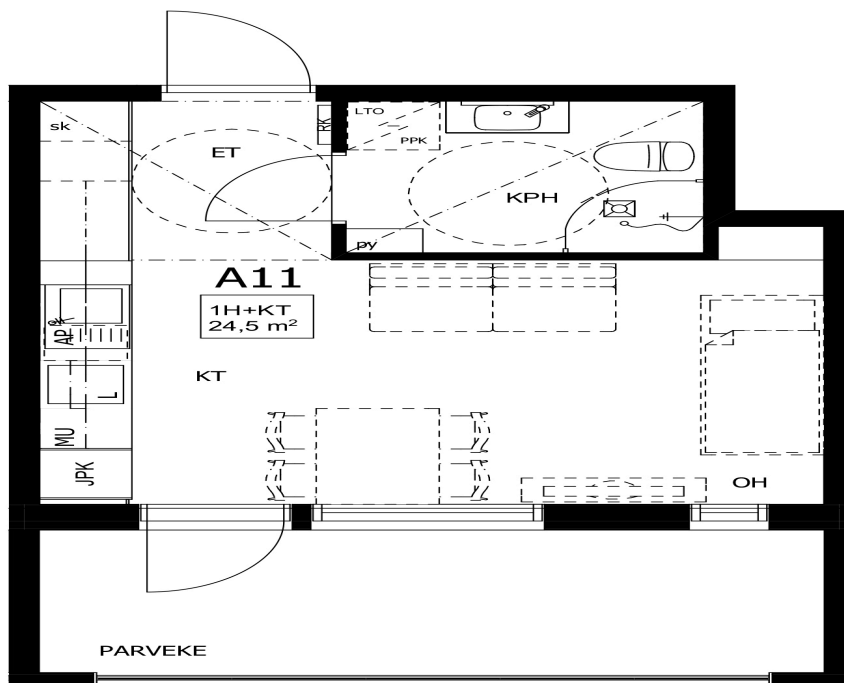 sk
ET
RK
LTO
PPK
KPH
py
A11
1H+KT
24,5 m²
AP
KT
L
MU
JPK
OH
PARVEKE